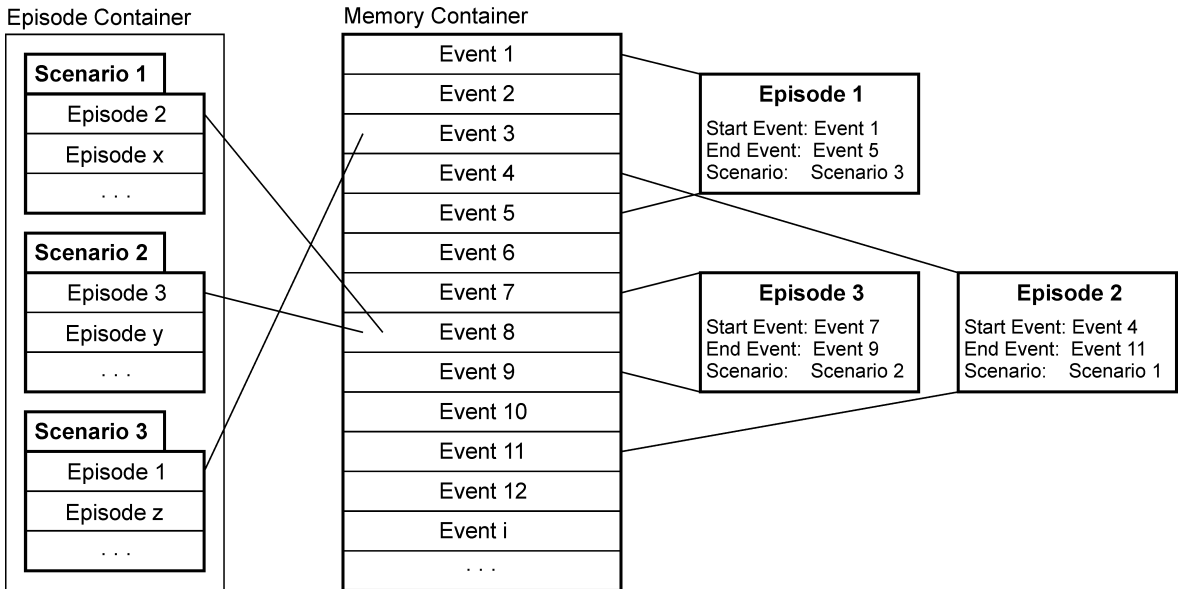 Episode Container
Scenario 1
Episode 2
Episode x
. . .
Scenario 2
Episode 3
Episode y
. . .
Scenario 3
Episode 1
Episode z
. . .
Memory Container
Event 1
Event 2
Event 3
Event 4
Event 5
Event 6
Event 7
Event 8
Event 9
Event 10
Event 11
Event 12
Event i
. . .
Episode 1
Start Event: Event 1
End Event: Event 5
Scenario: Scenario 3
Episode 3
Start Event: Event 7
End Event: Event 9
Scenario: Scenario 2
Episode 2
Start Event: Event 4
End Event: Event 11
Scenario: Scenario 1